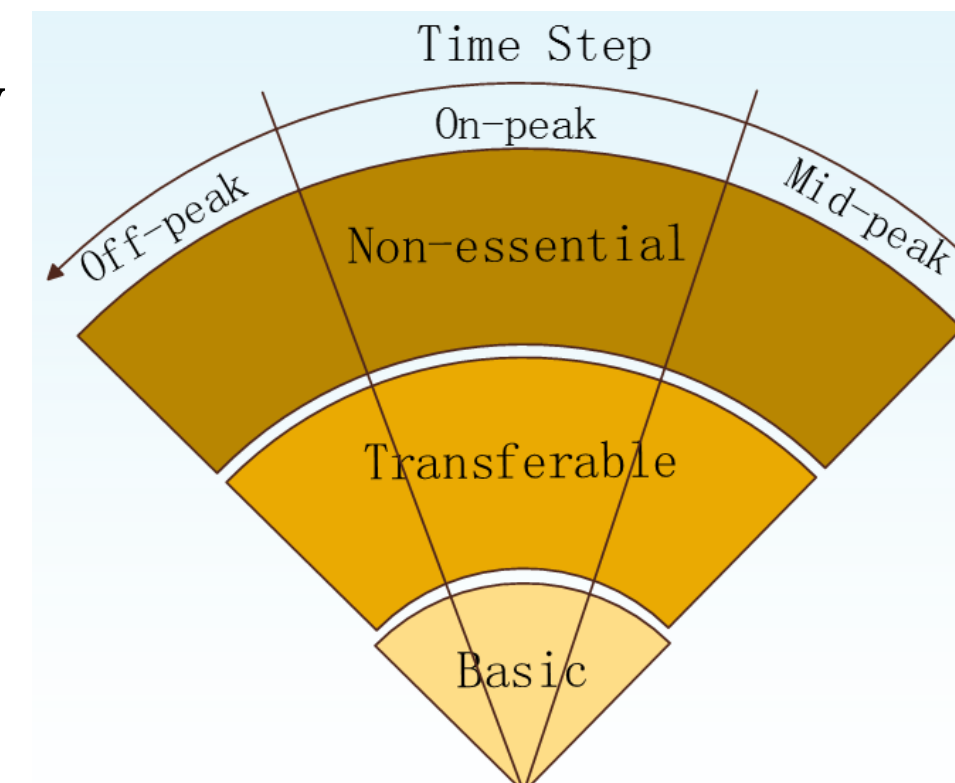 Time Step
On-peak
Off-peak
Mid-peak
Non-essential
Transferable
Basic